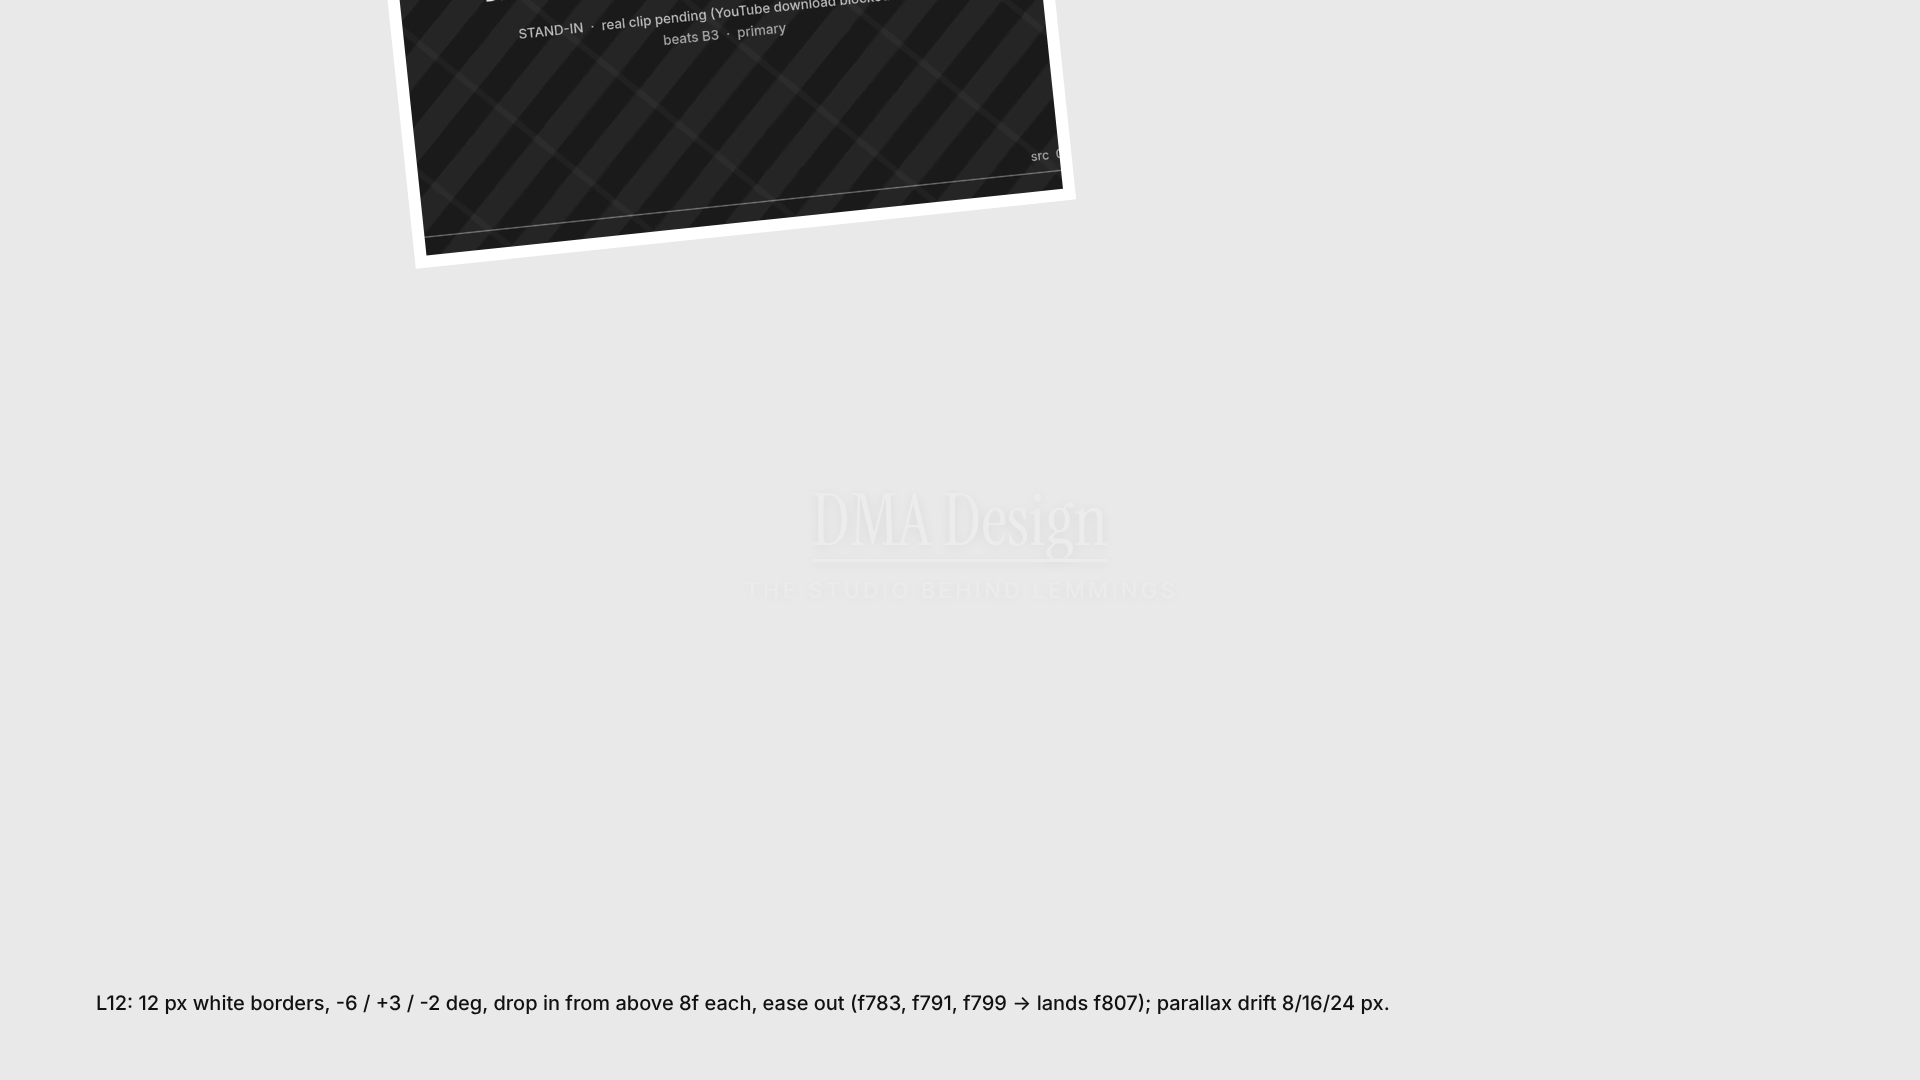 STAND-IN · real clip pending (YouTube download
beats B3 · primary
src
DMA Design
THE STUDIO BEHIND LEMMINGS
L12: 12 px white borders, -6 / +3 / -2 deg, drop in from above 8f each, ease out (f783, f791, f799 → lands f807); parallax drift 8/16/24 px.